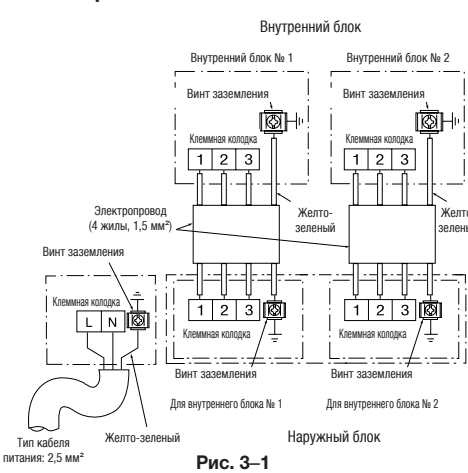 Внутренний блок
Внутренний блок № 1
Внутренний блок № 2
Винт заземления
Винт заземления
Клеммная колодка
Клеммная колодка
1 2 3
1 2 3
Электропровод
(4 жилы, 1,5 мм²)
Желто-
зеленый
Желто-
Винт заземления
Клеммная колодка
L N
1 2 3
1 2 3
Клеммная колодка
Клеммная колодка
Винт заземления
Винт заземления
Для внутреннего блока № 1
Для внутреннего блока № 2
Тип кабеля
питания: 2,5 мм²
Желто-зеленый
Наружный блок
Рис. 3–1